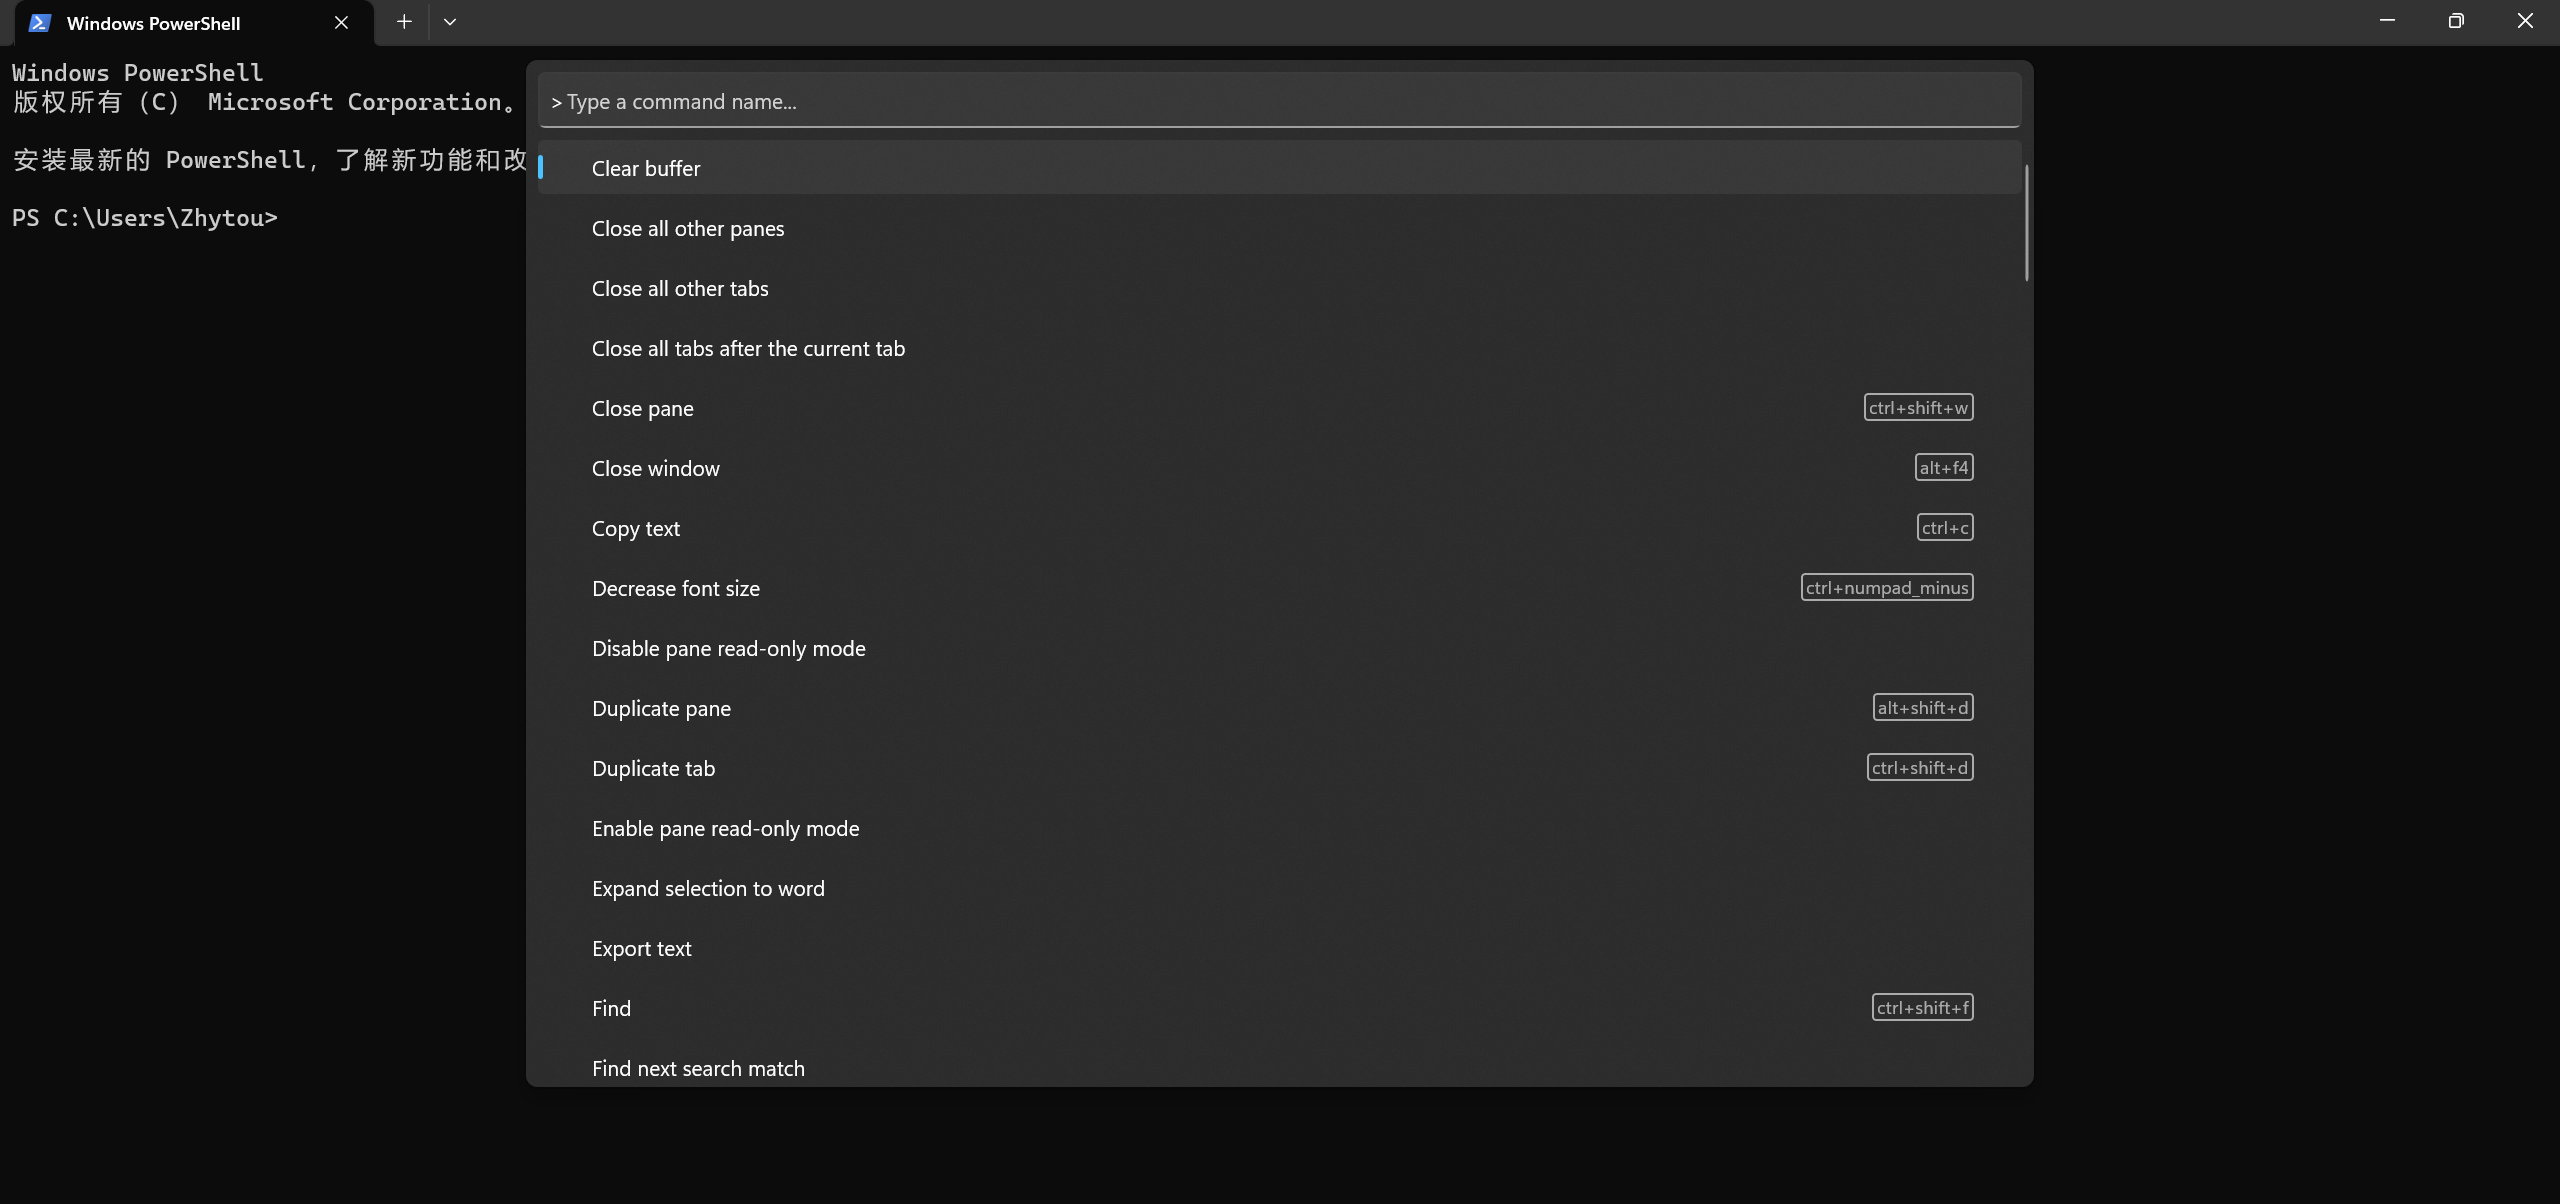 Windows PowerShell
Windows PowerShell
版权所有 (C) Microsoft Corporation。
安装最新的 PowerShell，了解新功能和改
PS C:\Users\Zhytou>
> Type a command name...
Clear buffer
Close all other panes
Close all other tabs
Close all tabs after the current tab
Close pane ctrl+shift+w
Close window alt+f4
Copy text ctrl+c
Decrease font size ctrl+numpad_minus
Disable pane read-only mode
Duplicate pane alt+shift+d
Duplicate tab ctrl+shift+d
Enable pane read-only mode
Expand selection to word
Export text
Find ctrl+shift+f
Find next search match